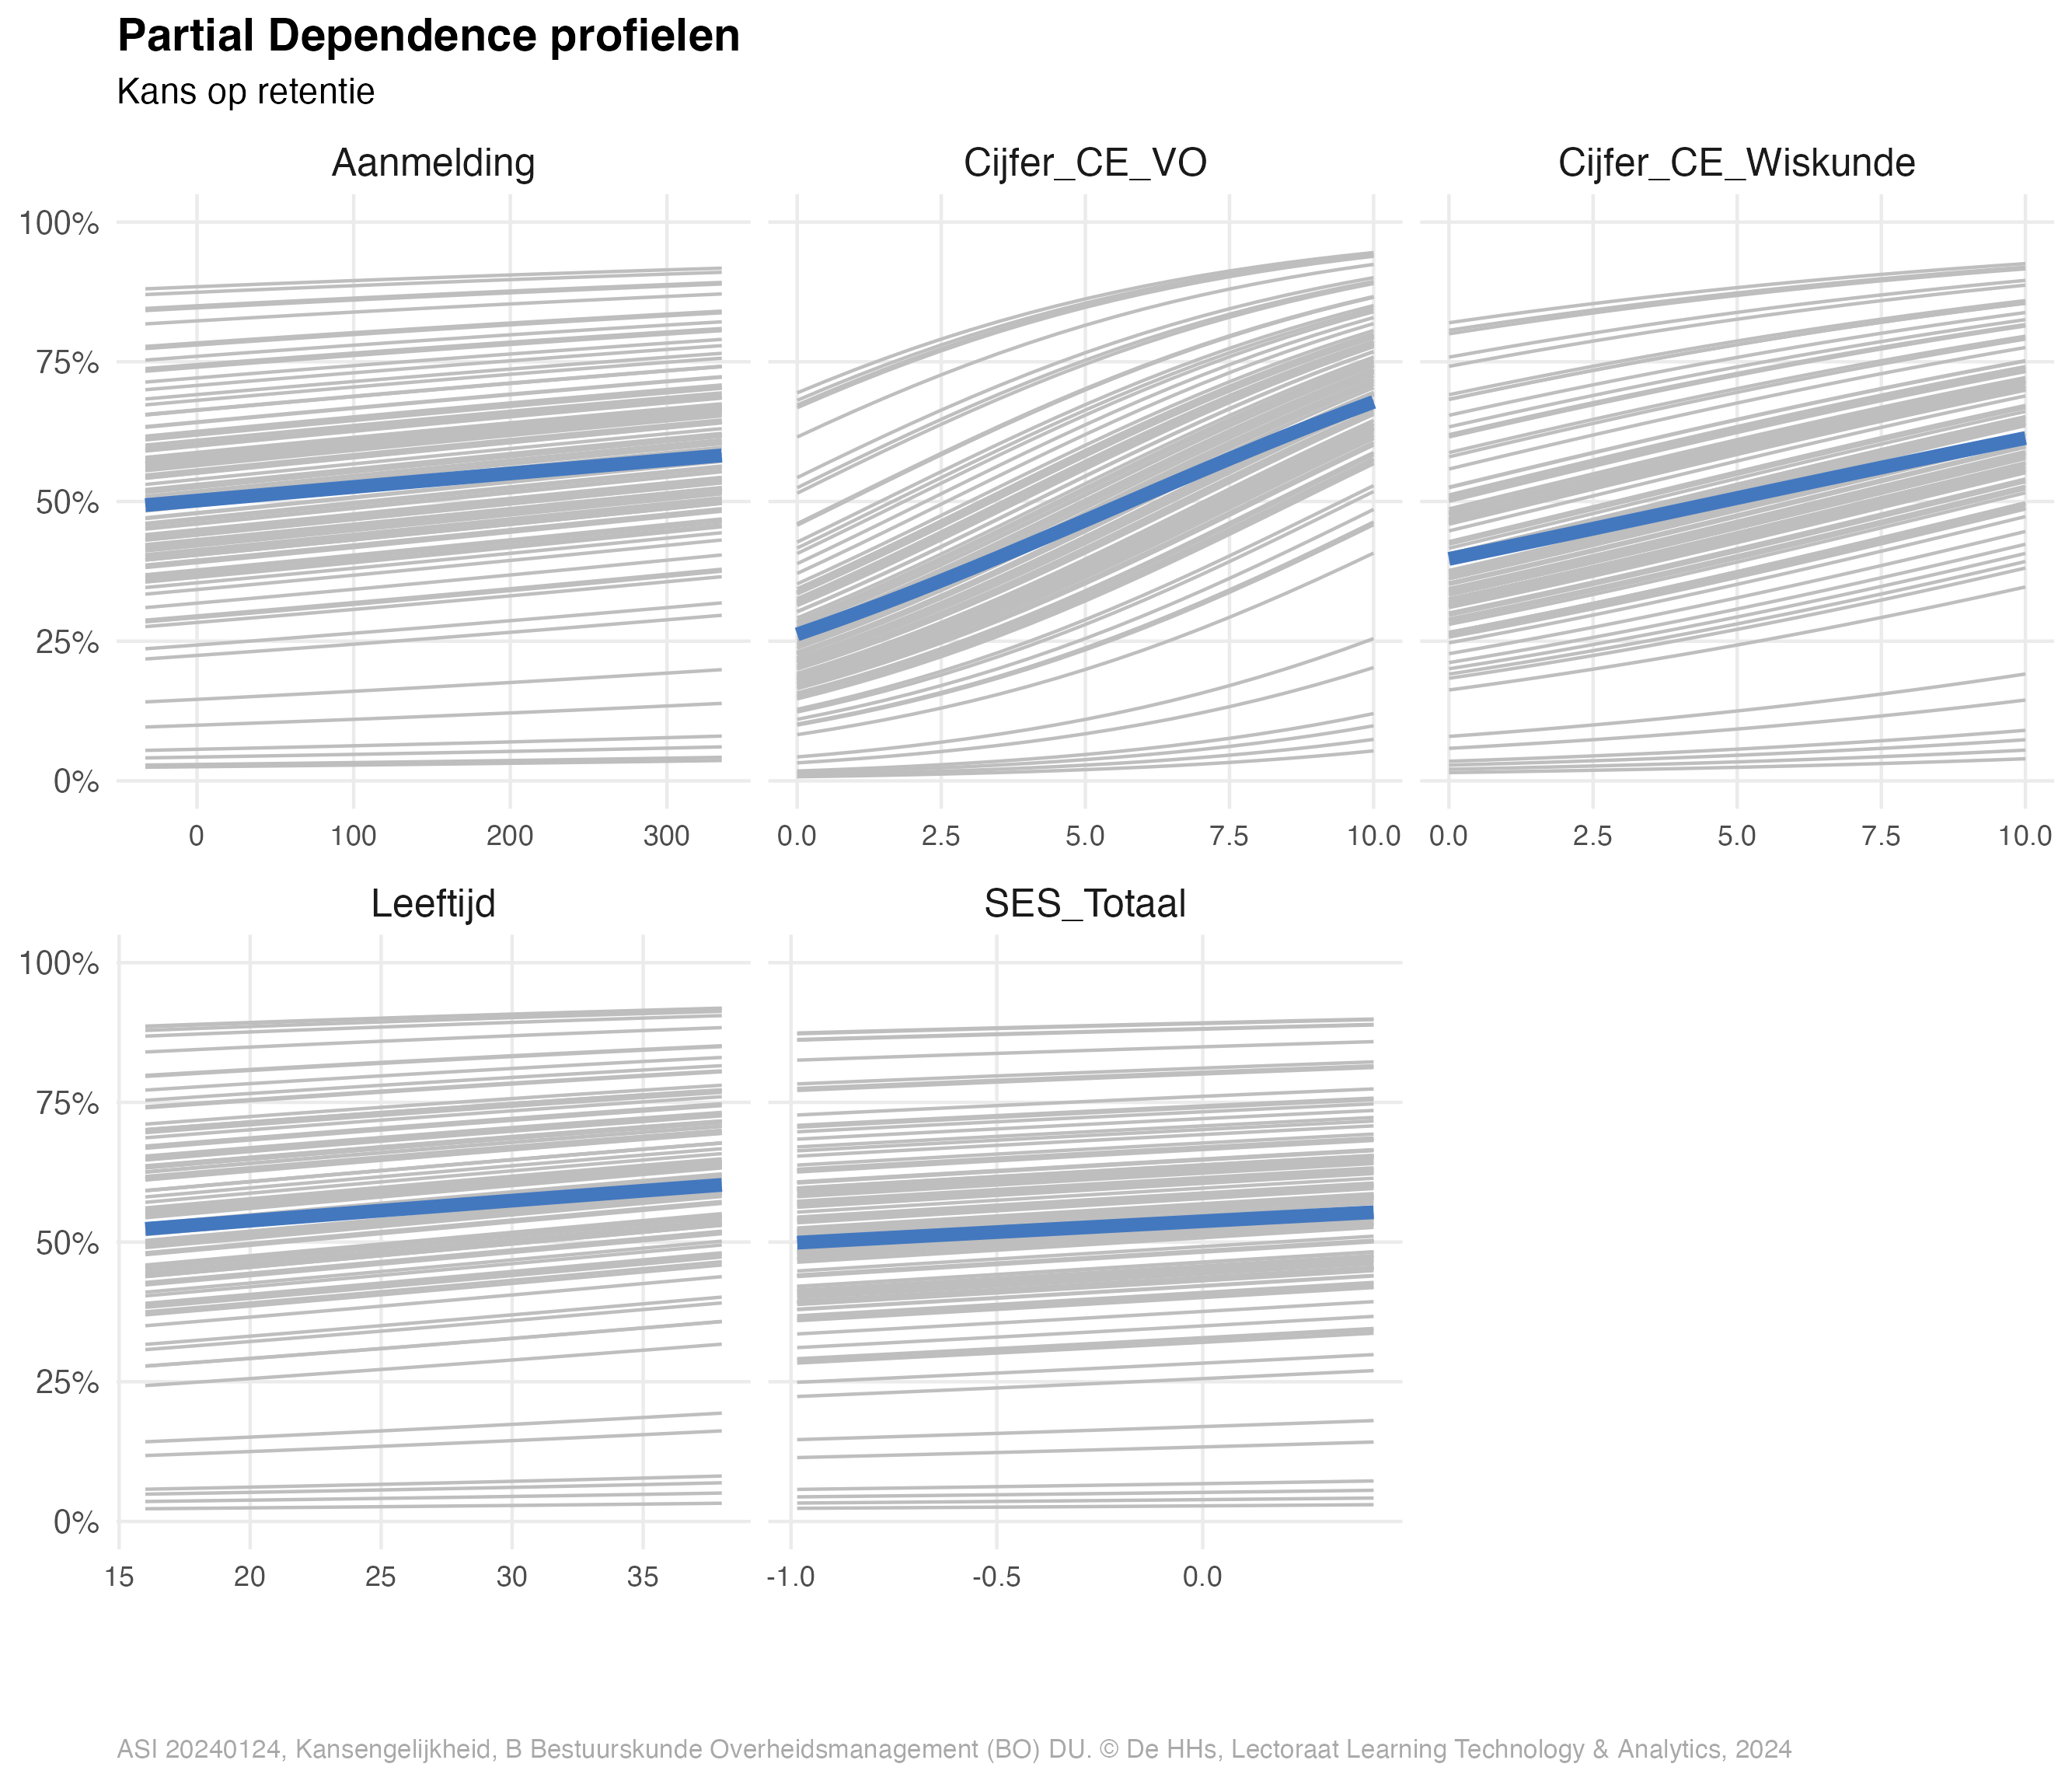 Partial Dependence profielen
Kans op retentie
Aanmelding
Cijfer_CE_VO
Cijfer_CE_Wiskunde
100%
75%
50%
25%
0%
0 100 200 300
0.0 2.5 5.0 7.5 10.0
0.0 2.5 5.0 7.5 10.0
Leeftijd
SES_Totaal
100%
75%
50%
25%
0%
15 20 25 30 35
-1.0 -0.5 0.0
ASI 20240124, Kansengelijkheid, B Bestuurskunde Overheidsmanagement (BO) DU. © De HHs, Lectoraat Learning Technology & Analytics, 2024